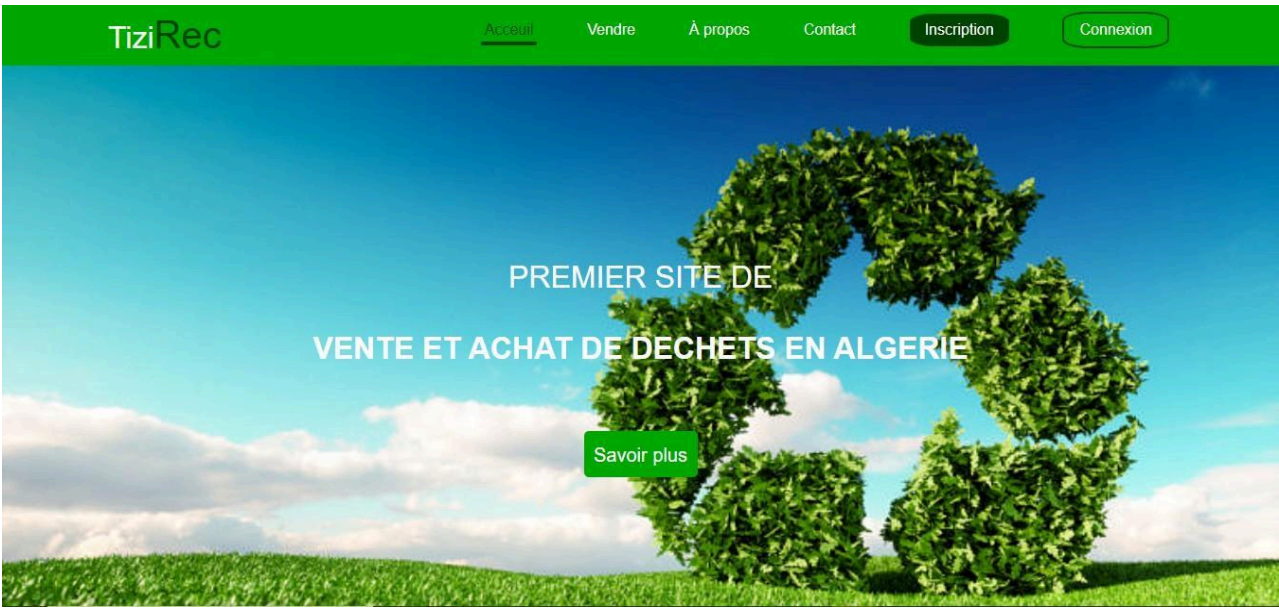 TiziRec
Acceuil Vendre À propos Contact Inscription Connexion
PREMIER SITE DE
VENTE ET ACHAT DE DECHETS EN ALGERIE
Savoir plus